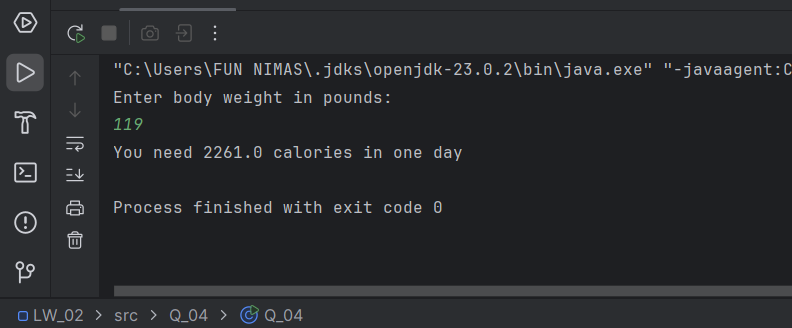 "C:\Users\FUN NIMAS\.jdks\openjdk-23.0.2\bin\java.exe" "-javaagent:C
Enter body weight in pounds:
119
You need 2261.0 calories in one day
Process finished with exit code 0
LW_02 > src > Q_04 > Q_04